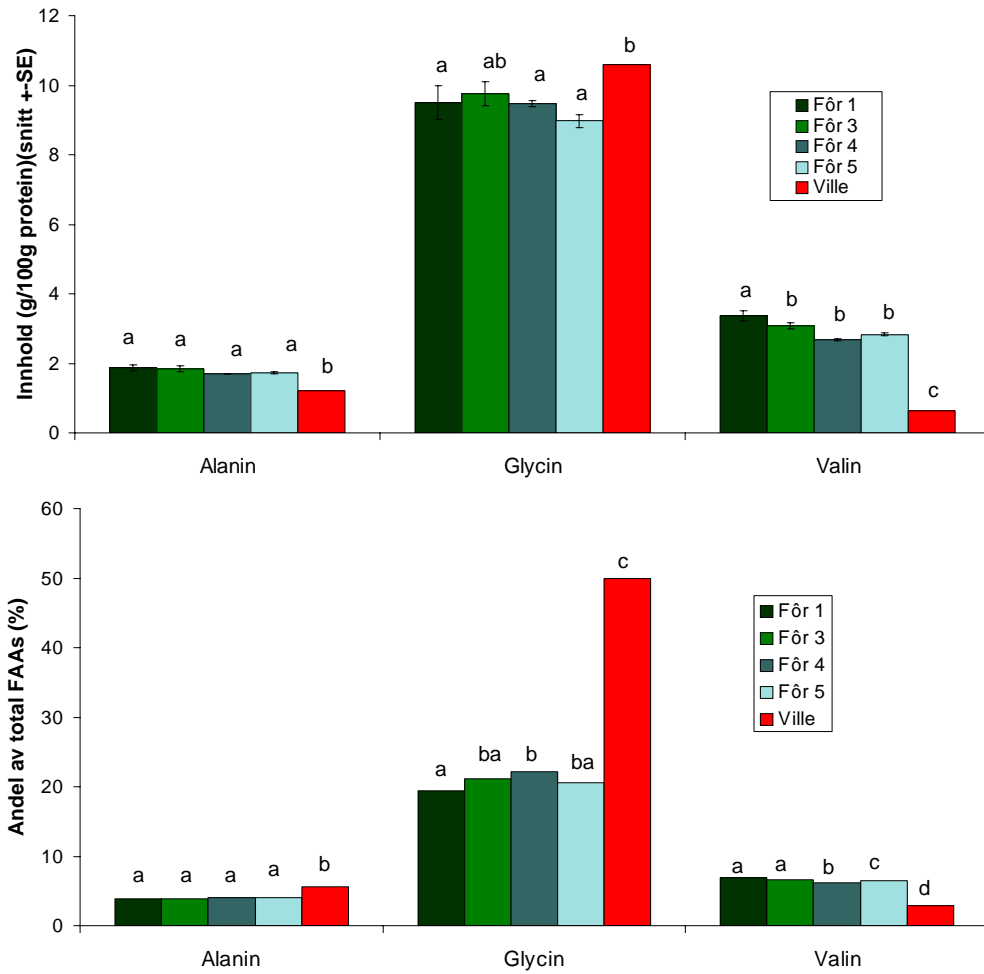 Innhold (g/100g protein)(snitt +-SE)
12
10
8
6
4
2
0
a a a a b
a ab a a b
a b b b c
Alanin Glycin Valin
Fôr 1
Fôr 3
Fôr 4
Fôr 5
Ville
Andel av total FAAs (%)
60
50
40
30
20
10
0
a a a a b
a ba b ba c
a a b c d
Alanin Glycin Valin
Fôr 1
Fôr 3
Fôr 4
Fôr 5
Ville